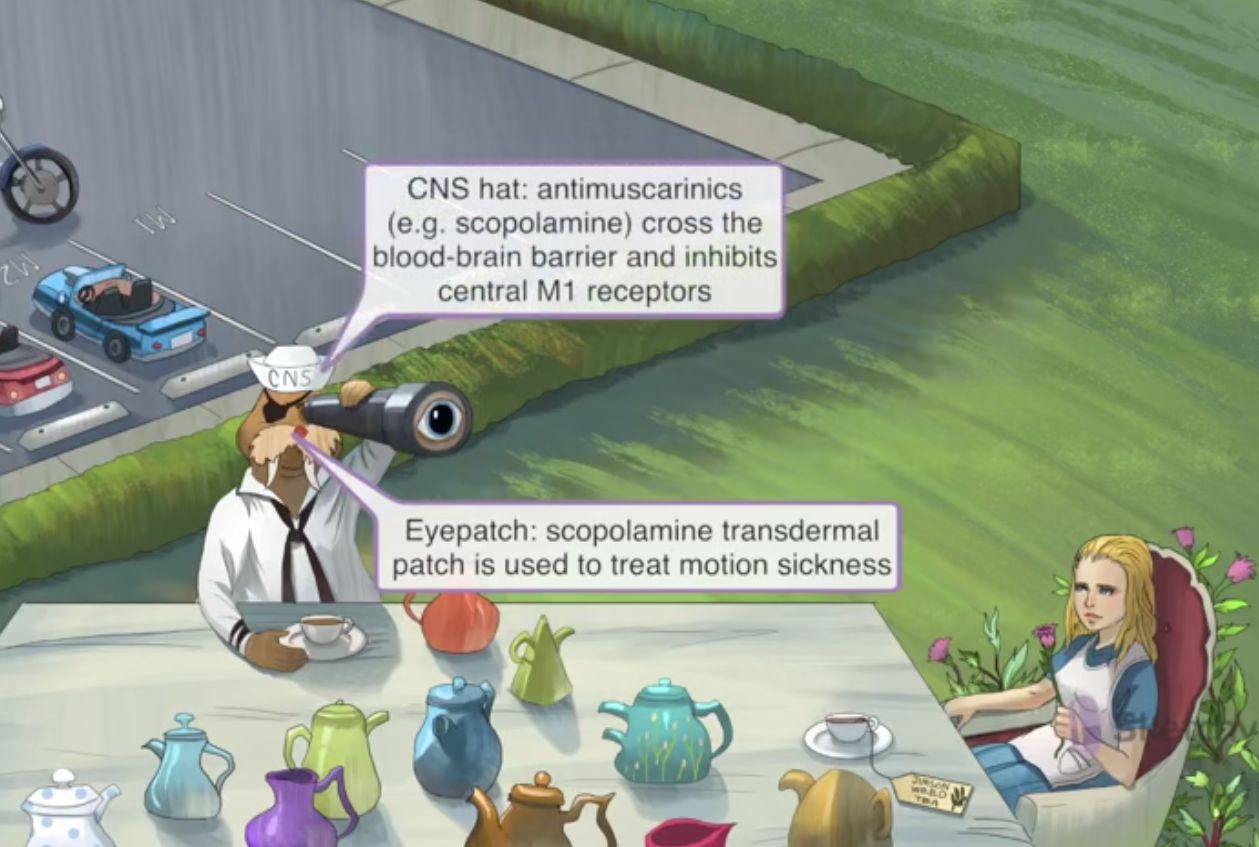 M1
M2
CNS hat: antimuscarinics
(e.g. scopolamine) cross the
blood-brain barrier and inhibits
central M1 receptors
CNS
Eyepatch: scopolamine transdermal
patch is used to treat motion sickness
JIMSON
WEED
TEA